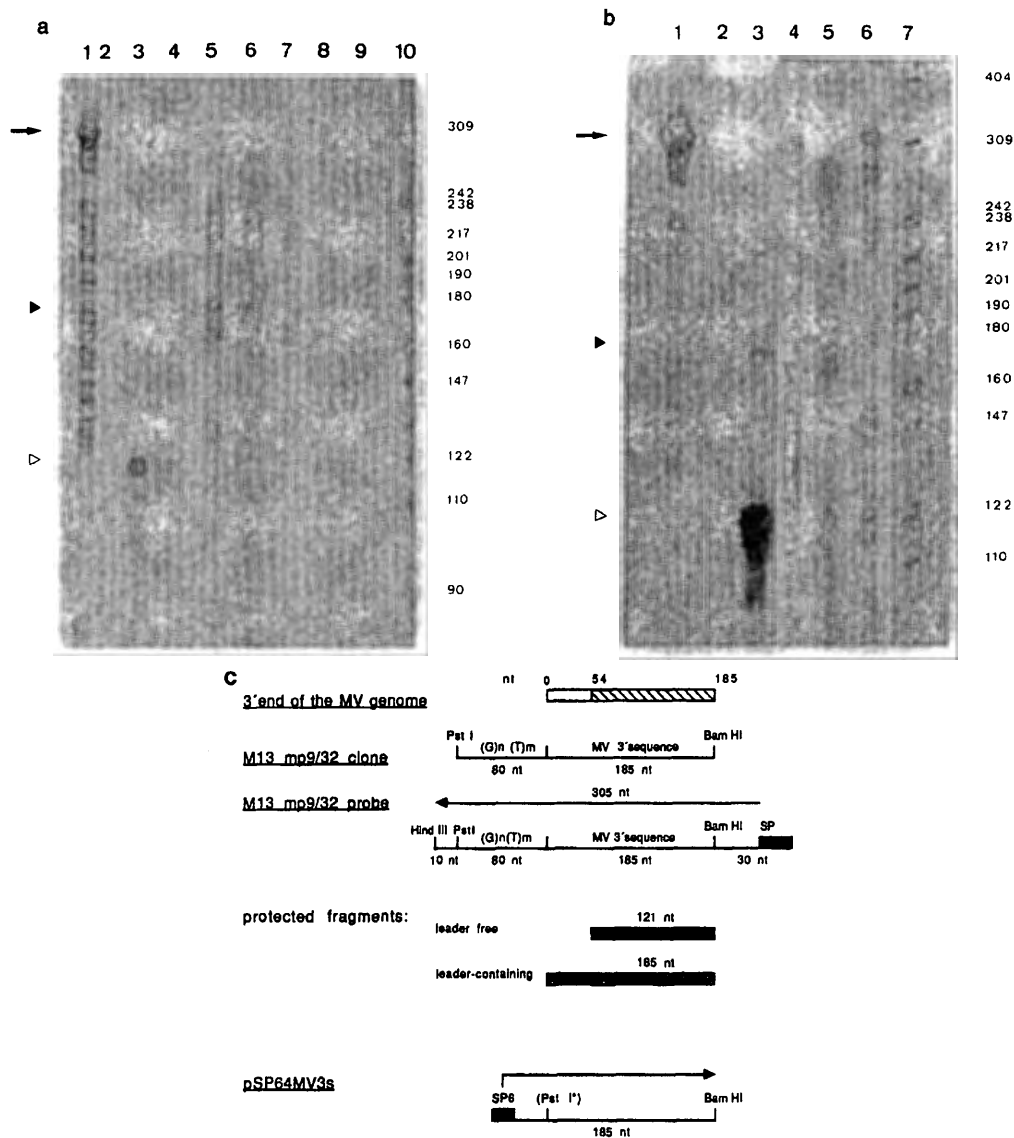 a
1 2 3 4 5 6 7 8 9 10
309
242
238
217
201
190
180
160
147
122
110
90
b
1 2 3 4 5 6 7
404
309
242
238
217
201
190
180
160
147
122
110
c
nt 0 54 185
3´end of the MV genome
Pst I (G)n (T)m MV 3´sequence Bam HI
M13 mp9/32 clone
80 nt 185 nt
M13 mp9/32 probe
305 nt
Hind III PstI (G)n(T)m MV 3´sequence Bam HI SP
10 nt 80 nt 185 nt 30 nt
protected fragments:
121 nt
leader free
185 nt
leader-containing
pSP64MV3s
SP6 (Pst I*) Bam HI
185 nt